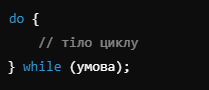 do {
    // тіло циклу
} while (умова);